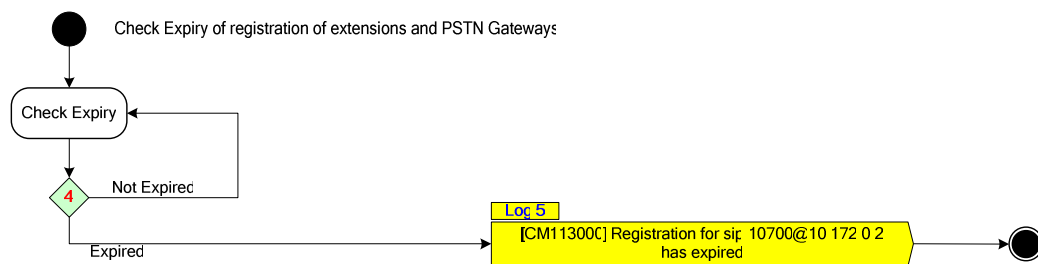 Check Expiry of registration of extensions and PSTN Gateways
Check Expiry
4
Not Expired
Log 5
[CM113000] Registration for sip 10700@10 172 0 2
has expired
Expired